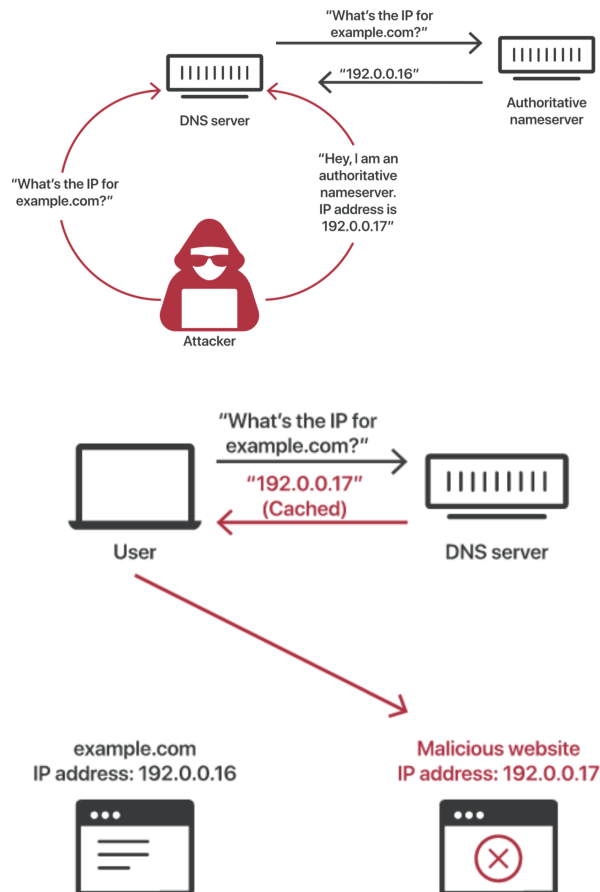 “What’s the IP for
example.com?”
“192.0.0.16”
DNS server
Authoritative
nameserver
“What’s the IP for
example.com?”
“Hey, I am an
authoritative
nameserver.
IP address is
192.0.0.17”
Attacker
“What’s the IP for
example.com?”
“192.0.0.17”
(Cached)
User
DNS server
example.com
IP address: 192.0.0.16
Malicious website
IP address: 192.0.0.17